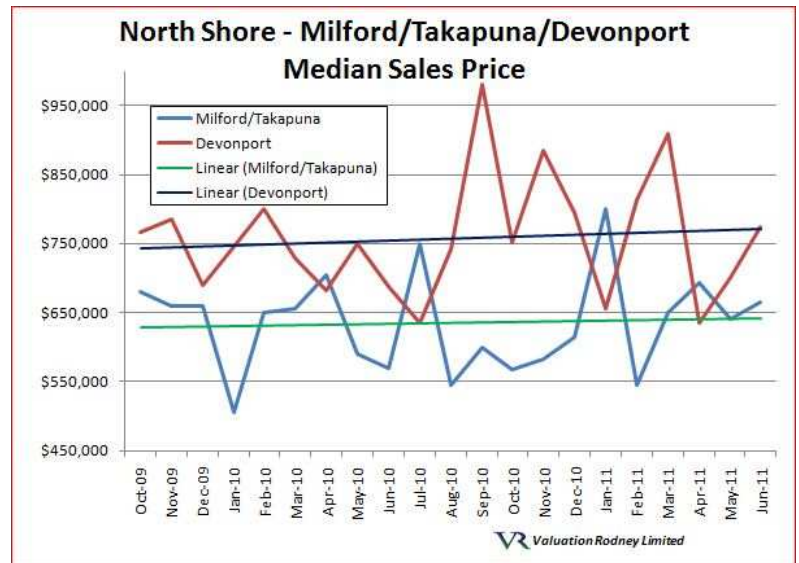 North Shore - Milford/Takapuna/Devonport
Median Sales Price
$950,000
$850,000
$750,000
$650,000
$550,000
$450,000
Milford/Takapuna
Devonport
Linear (Milford/Takapuna)
Linear (Devonport)
Oct-09
Nov-09
Dec-09
Jan-10
Feb-10
Mar-10
Apr-10
May-10
Jun-10
Jul-10
Aug-10
Sep-10
Oct-10
Nov-10
Dec-10
Jan-11
Feb-11
Mar-11
Apr-11
May-11
Jun-11
VR Valuation Rodney Limited